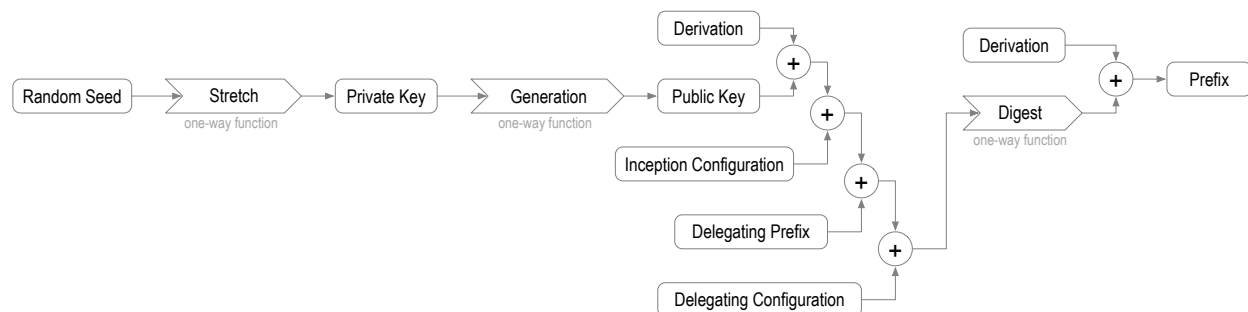 Derivation
+
Derivation
+
Random Seed
Stretch
one-way function
Private Key
Generation
one-way function
Public Key
+
Prefix
Digest
one-way function
Inception Configuration
+
Delegating Prefix
+
Delegating Configuration